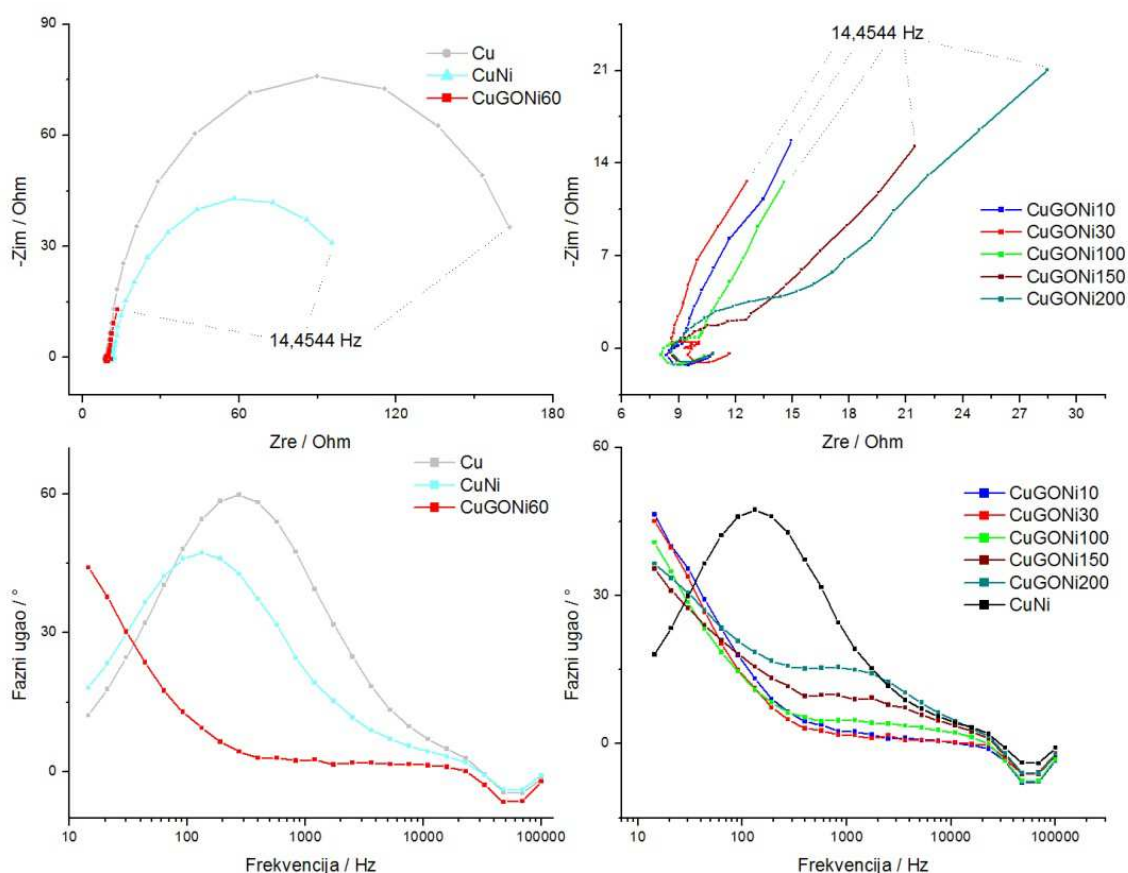 90
60
30
0
-Zim / Ohm
Cu
CuNi
CuGONi60
14,4544 Hz
0
60
120
180
Zre / Ohm
21
14
7
0
-Zim / Ohm
14,4544 Hz
CuGONi10
CuGONi30
CuGONi100
CuGONi150
CuGONi200
6
9
12
15
18
21
24
27
30
Zre / Ohm
60
30
0
Fazni ugao / °
Cu
CuNi
CuGONi60
10
100
1000
10000
100000
Frekvencija / Hz
60
30
0
Fazni ugao / °
CuGONi10
CuGONi30
CuGONi100
CuGONi150
CuGONi200
CuNi
10
100
1000
10000
100000
Frekvencija / Hz